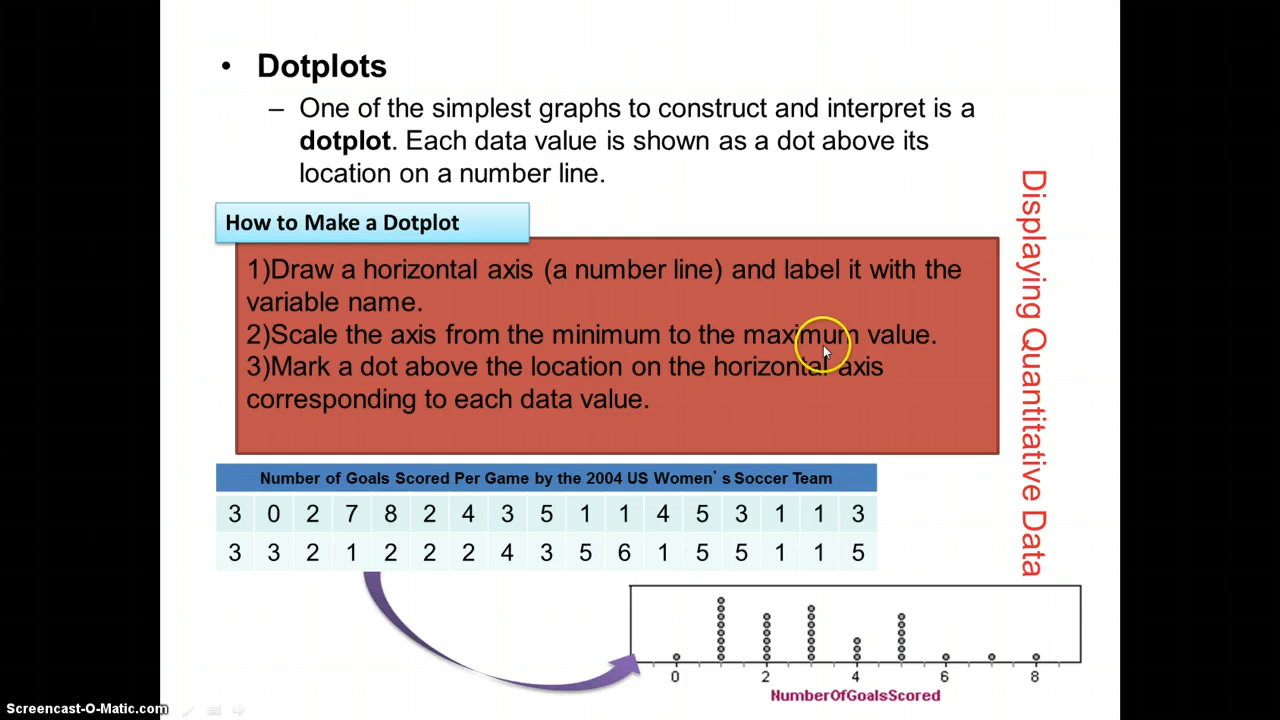 • Dotplots
– One of the simplest graphs to construct and interpret is a
dotplot. Each data value is shown as a dot above its
location on a number line.
How to Make a Dotplot
1)Draw a horizontal axis (a number line) and label it with the
variable name.
2)Scale the axis from the minimum to the maximum value.
3)Mark a dot above the location on the horizontal axis
corresponding to each data value.
Displaying Quantitative Data
Number of Goals Scored Per Game by the 2004 US Women's Soccer Team
3 0 2 7 8 2 4 3 5 1 1 4 5 3 1 1 3
3 3 2 1 2 2 2 4 3 5 6 1 5 5 1 1 5
0 2 4 6 8
NumberOfGoalsScored
Screencast-O-Matic.com